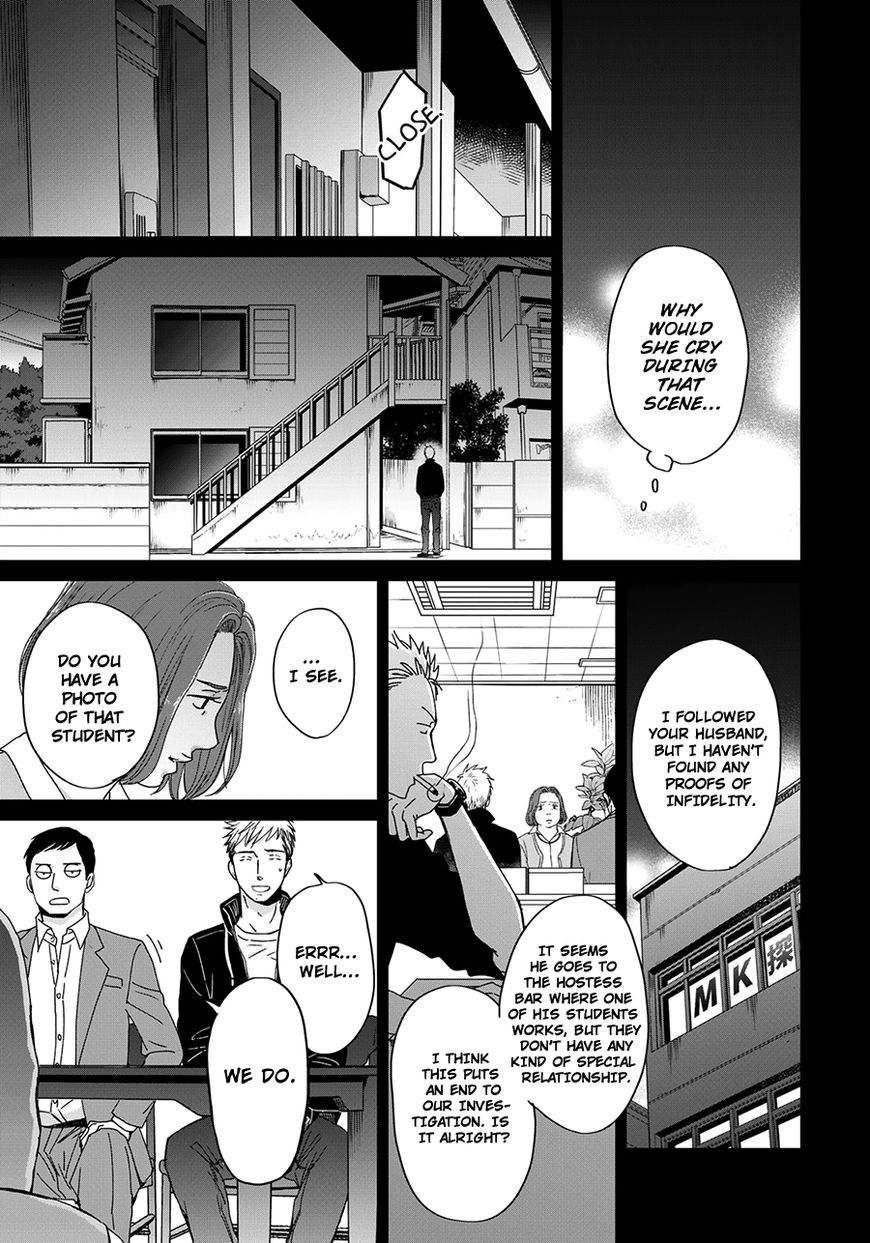 WHY
WOULD
SHE CRY
DURING
THAT
SCENE...
CLOSE.
I FOLLOWED
YOUR HUSBAND,
BUT I HAVEN'T
FOUND ANY
PROOFS OF
INFIDELITY.
MK探
IT SEEMS
HE GOES TO
THE HOSTESS
BAR WHERE ONE
OF HIS STUDENTS
WORKS, BUT THEY
DON'T HAVE ANY
KIND OF SPECIAL
RELATIONSHIP.
I THINK
THIS PUTS
AN END TO
OUR INVES-
TIGATION. IS
IT ALRIGHT?
...
I SEE.
DO YOU
HAVE A
PHOTO
OF THAT
STUDENT?
ERRR...
WELL...
WE DO.